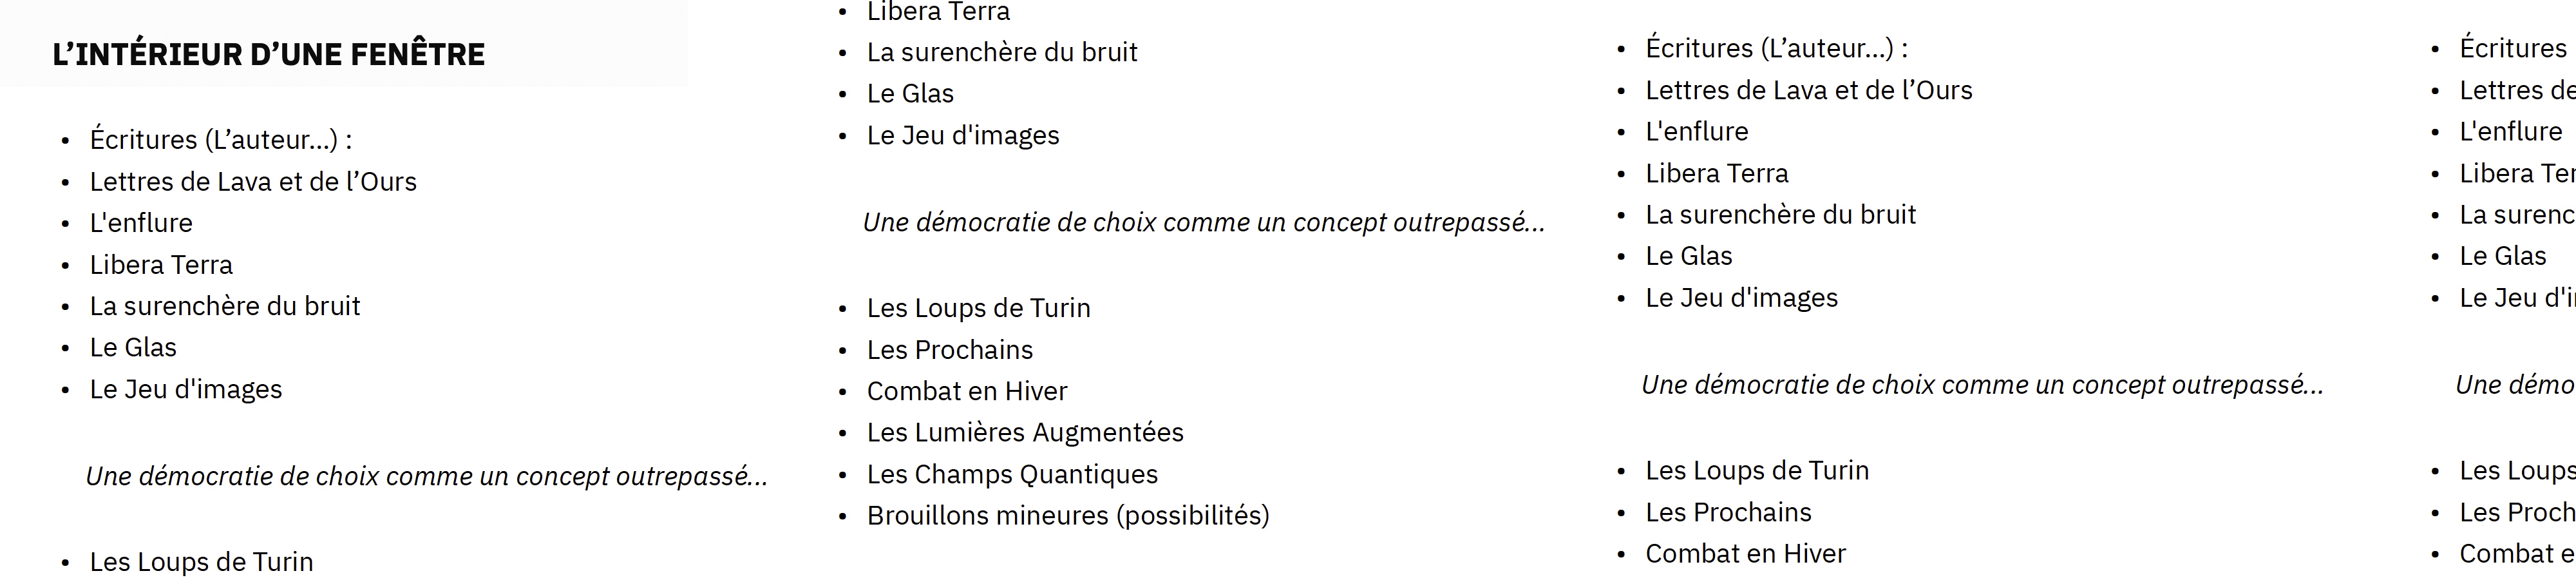 L’INTÉRIEUR D’UNE FENÊTRE
• Écritures (L’auteur...) :
• Lettres de Lava et de l’Ours
• L'enflure
• Libera Terra
• La surenchère du bruit
• Le Glas
• Le Jeu d'images
Une démocratie de choix comme un concept outrepassé...
• Les Loups de Turin
• Libera Terra
• La surenchère du bruit
• Le Glas
• Le Jeu d'images
Une démocratie de choix comme un concept outrepassé...
• Les Loups de Turin
• Les Prochains
• Combat en Hiver
• Les Lumières Augmentées
• Les Champs Quantiques
• Brouillons mineures (possibilités)
• Écritures (L’auteur...) :
• Lettres de Lava et de l’Ours
• L'enflure
• Libera Terra
• La surenchère du bruit
• Le Glas
• Le Jeu d'images
Une démocratie de choix comme un concept outrepassé...
• Les Loups de Turin
• Les Prochains
• Combat en Hiver
• Écritures
• Lettres de
• L'enflure
• Libera
• La
• Le Glas
• Le Jeu
Une
• Les Loups
• Les
• Combat